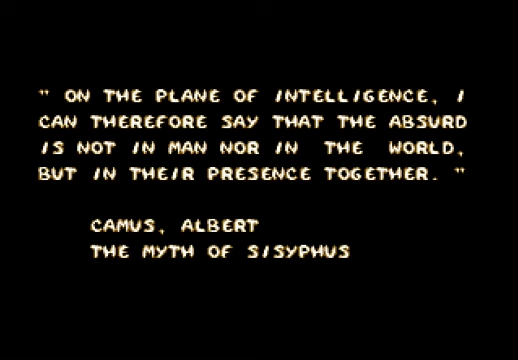 " ON THE PLANE OF INTELLIGENCE, I
CAN THEREFORE SAY THAT THE ABSURD
IS NOT IN MAN NOR IN THE WORLD,
BUT IN THEIR PRESENCE TOGETHER. "
CAMUS, ALBERT
THE MYTH OF SISYPHUS